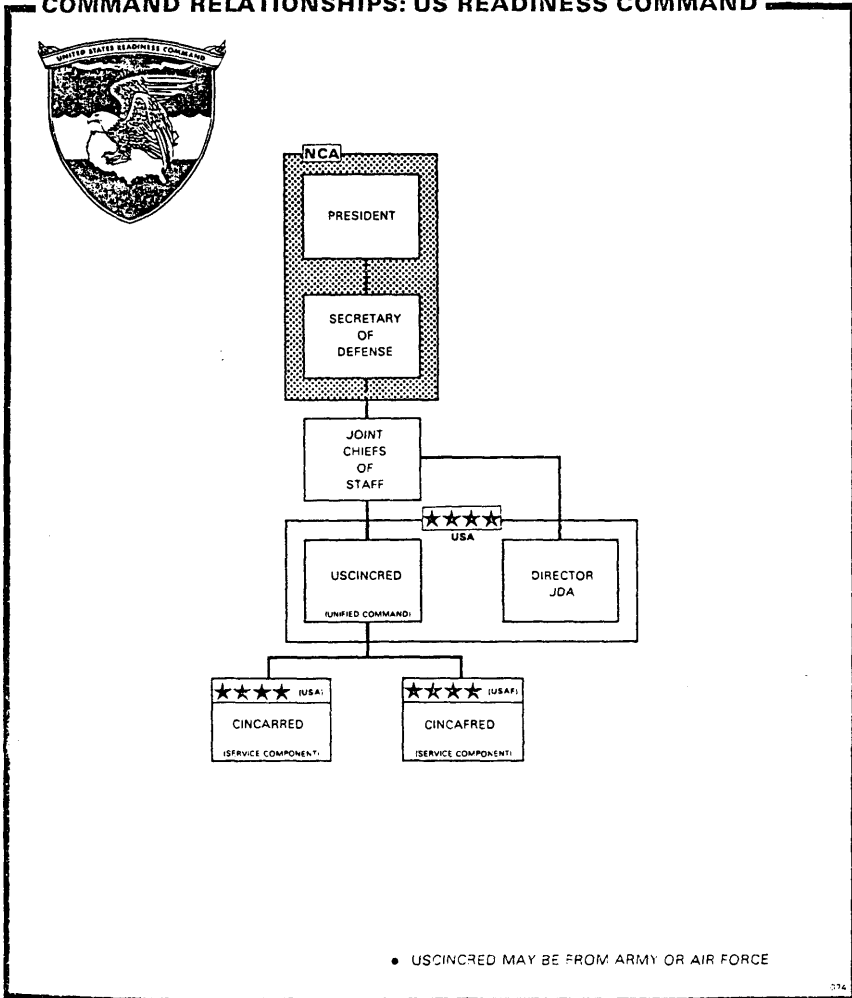 COMMAND RELATIONSHIPS: US READINESS COMMAND
UNITED STATES READINESS COMMAND
NCA
PRESIDENT
SECRETARY
OF
DEFENSE
JOINT
CHIEFS
OF
STAFF
USA
USCINCRED
(UNIFIED COMMAND)
DIRECTOR
JDA
(USA)
CINCARRED
(SERVICE COMPONENT)
(USAF)
CINCAFRED
(SERVICE COMPONENT)
• USCINCRED MAY BE FROM ARMY OR AIR FORCE
074